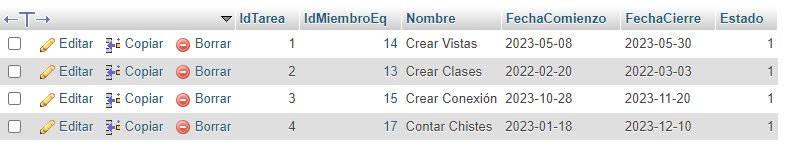 IdTarea IdMiembroEq Nombre FechaComienzo FechaCierre Estado
Editar Copiar Borrar 1 14 Crear Vistas 2023-05-08 2023-05-30 1
Editar Copiar Borrar 2 13 Crear Clases 2022-02-20 2022-03-03 1
Editar Copiar Borrar 3 15 Crear Conexión 2023-10-28 2023-11-20 1
Editar Copiar Borrar 4 17 Contar Chistes 2023-01-18 2023-12-10 1